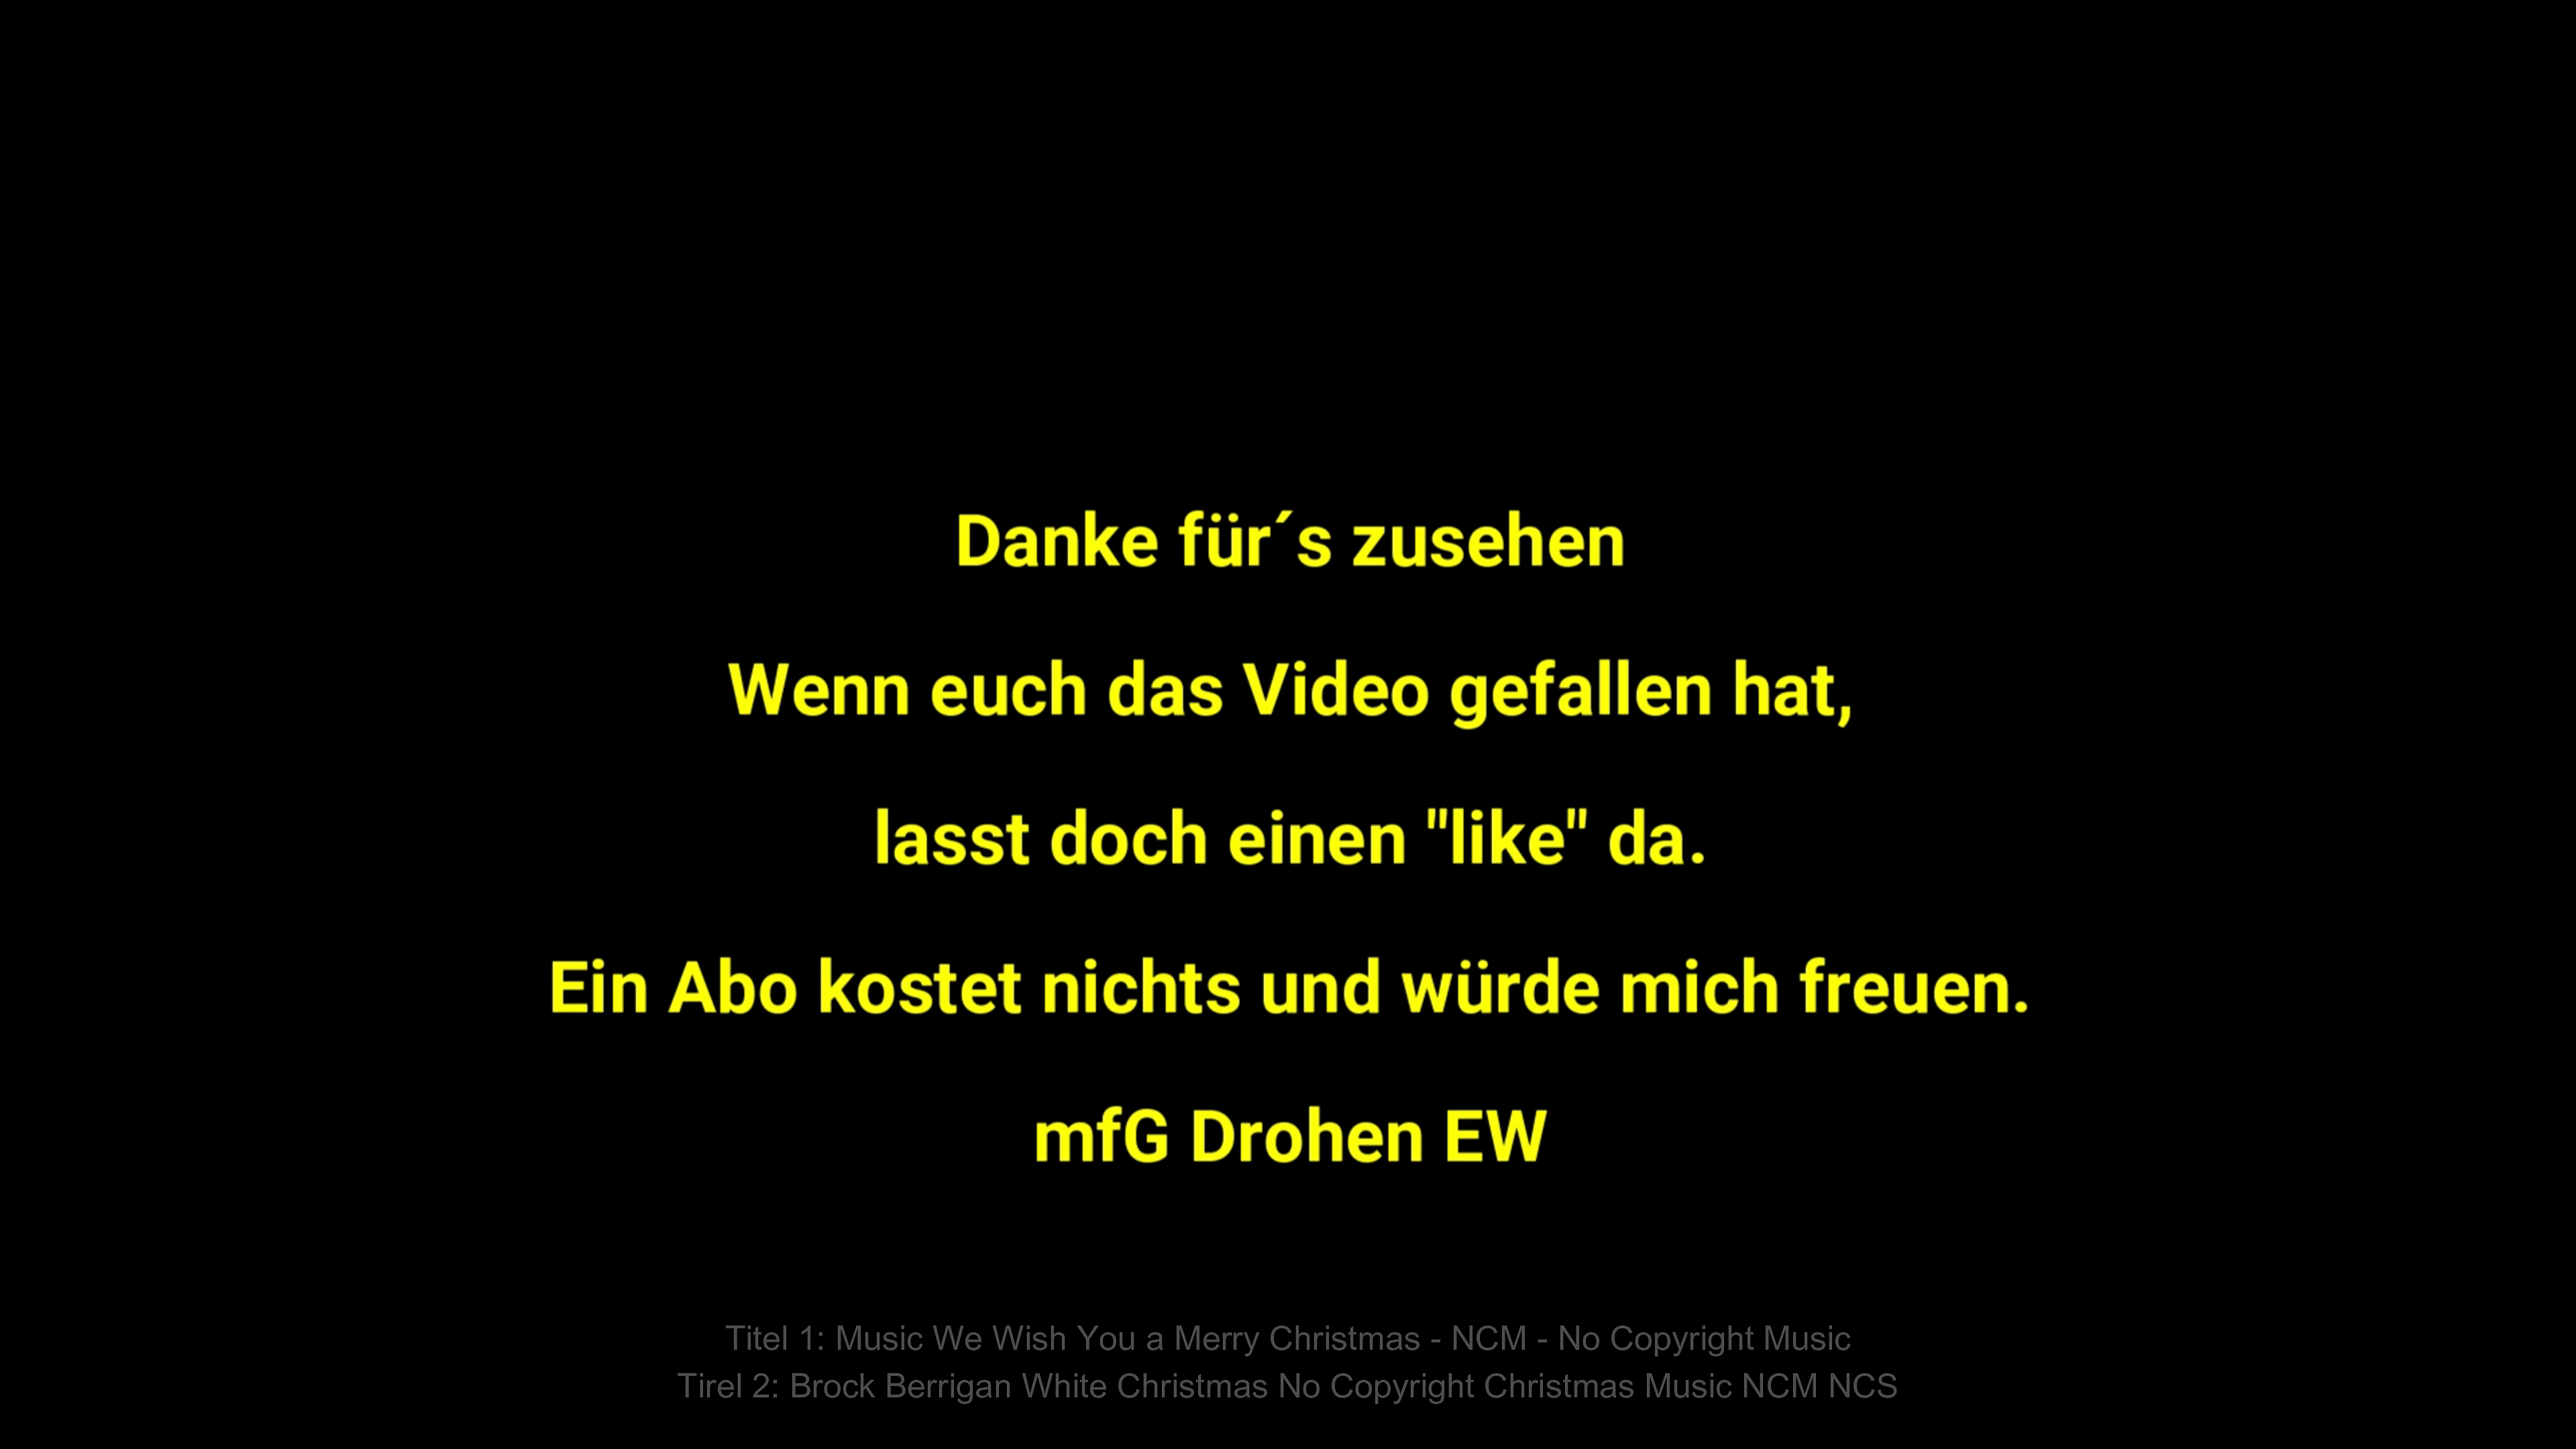 Danke für´s zusehen
Wenn euch das Video gefallen hat,
lasst doch einen "like" da.
Ein Abo kostet nichts und würde mich freuen.
mfG Drohen EW
Titel 1: Music We Wish You a Merry Christmas - NCM - No Copyright Music
Tirel 2: Brock Berrigan White Christmas No Copyright Christmas Music NCM NCS